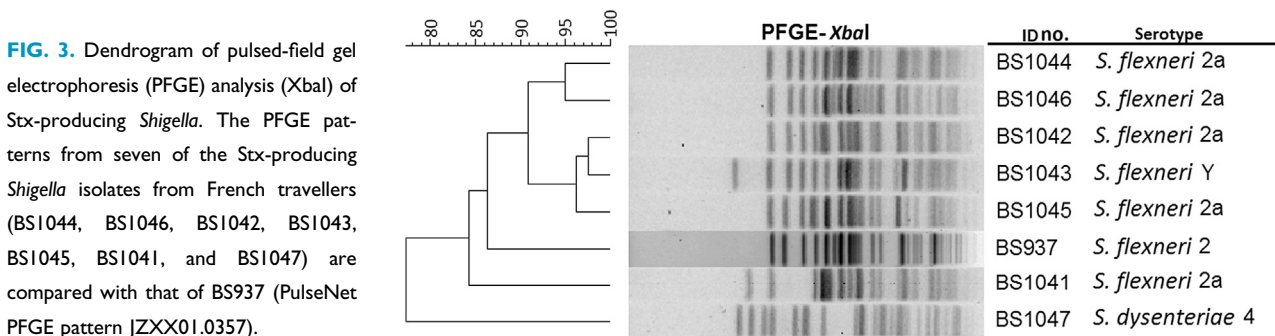 FIG. 3. Dendrogram of pulsed-field gel
electrophoresis (PFGE) analysis (XbaI) of
Stx-producing Shigella. The PFGE pat-
terns from seven of the Stx-producing
Shigella isolates from French travellers
(BS1044, BS1046, BS1042, BS1043,
BS1045, BS1041, and BS1047) are
compared with that of BS937 (PulseNet
PFGE pattern JZXX01.0357).
80 85 90 95 100
PFGE-XbaI
ID no. Serotype
BS1044 S. flexneri 2a
BS1046 S. flexneri 2a
BS1042 S. flexneri 2a
BS1043 S. flexneri Y
BS1045 S. flexneri 2a
BS937 S. flexneri 2
BS1041 S. flexneri 2a
BS1047 S. dysenteriae 4